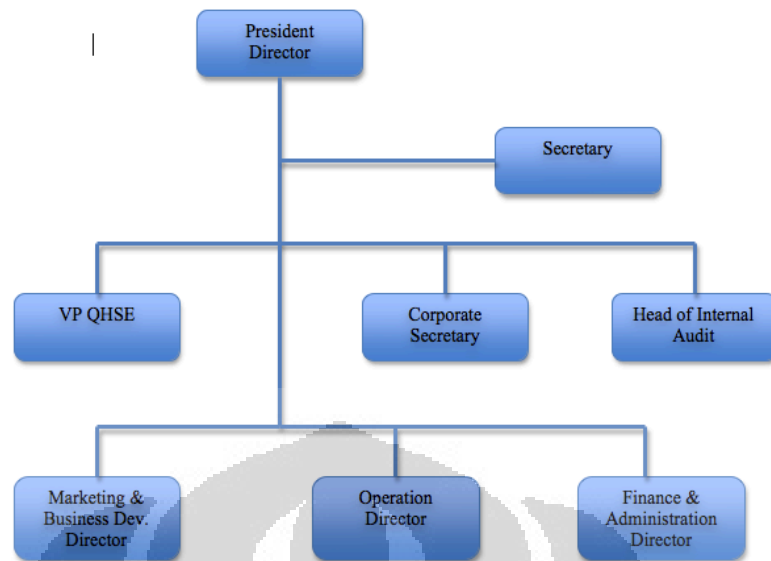 President
Director
Secretary
VP QHSE
Corporate
Secretary
Head of Internal
Audit
Marketing &
Business Dev.
Director
Operation
Director
Finance &
Administration
Director